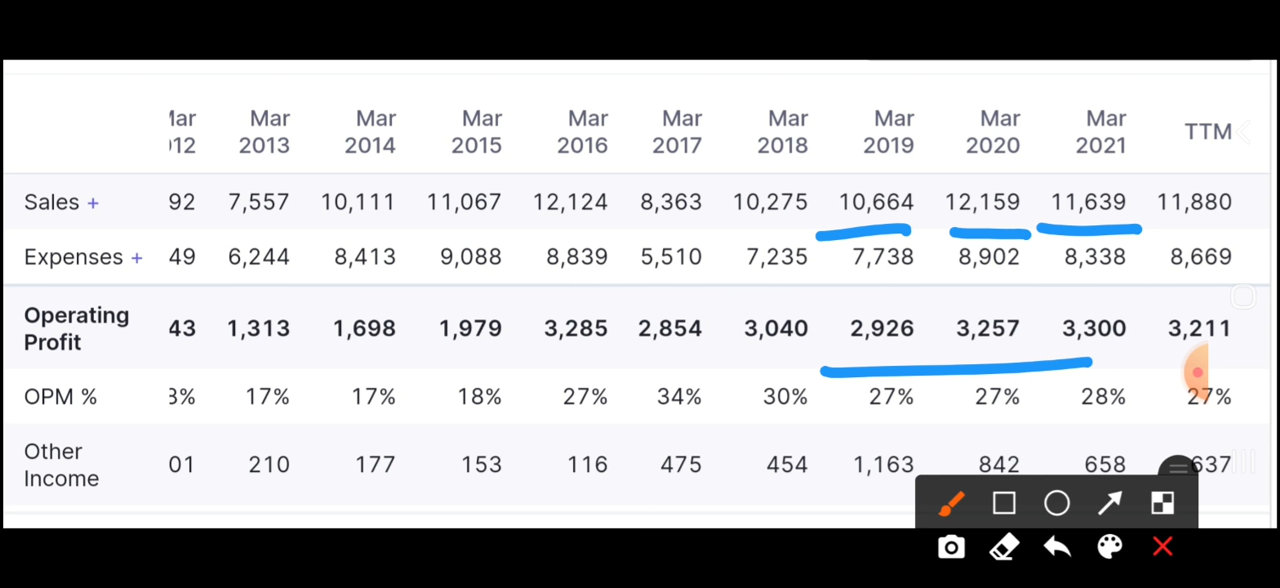 Mar Mar Mar Mar Mar Mar Mar Mar Mar
2013 2014 2015 2016 2017 2018 2019 2020 2021 TTM
Sales + 92 7,557 10,111 11,067 12,124 8,363 10,275 10,664 12,159 11,639 11,880
Expenses + 49 6,244 8,413 9,088 8,839 5,510 7,235 7,738 8,902 8,338 8,669
Operating
Profit 43 1,313 1,698 1,979 3,285 2,854 3,040 2,926 3,257 3,300 3,211
OPM % 3% 17% 17% 18% 27% 34% 30% 27% 27% 28% 27%
Other
Income 01 210 177 153 116 475 454 1,163 842 658 637